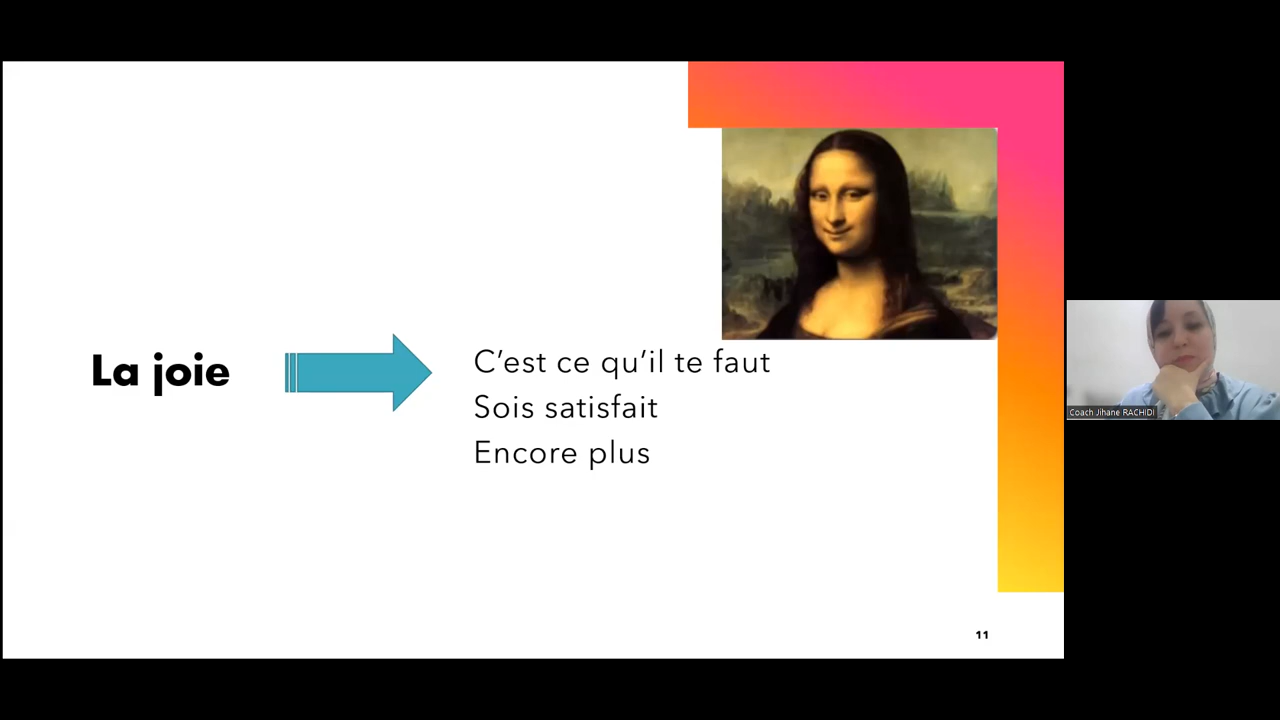 La joie
C'est ce qu'il te faut
Sois satisfait
Encore plus
11
Coach Jihane RACHIDI